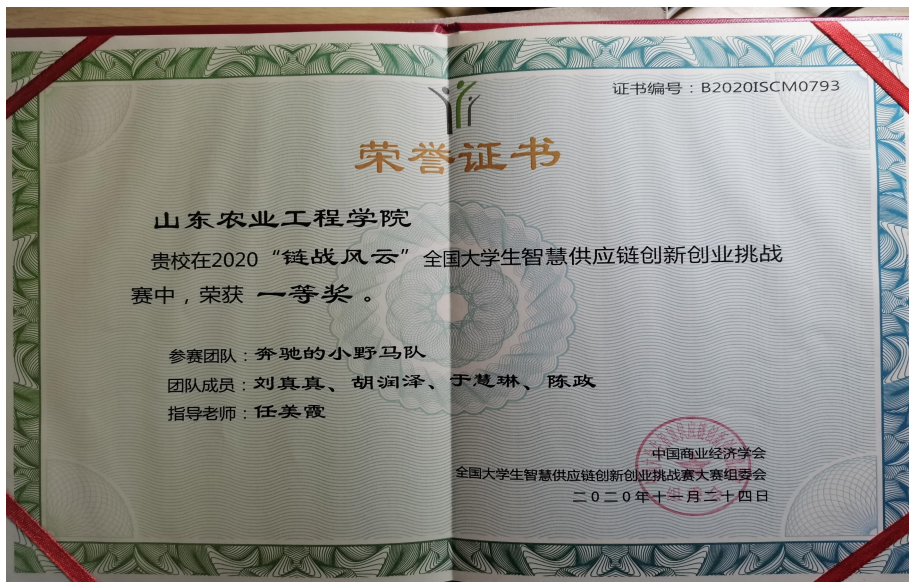 证书编号：B2020ISCM0793
荣誉证书
山东农业工程学院
贵校在2020“链战风云”全国大学生智慧供应链创新创业挑战
赛中，荣获 一等奖。
参赛团队：奔驰的小野马队
团队成员：刘真真、胡润泽、于慧琳、陈政
指导老师：任美霞
中国商业经济学会
全国大学生智慧供应链创新创业挑战赛大赛组委会
二〇二〇年十一月二十四日